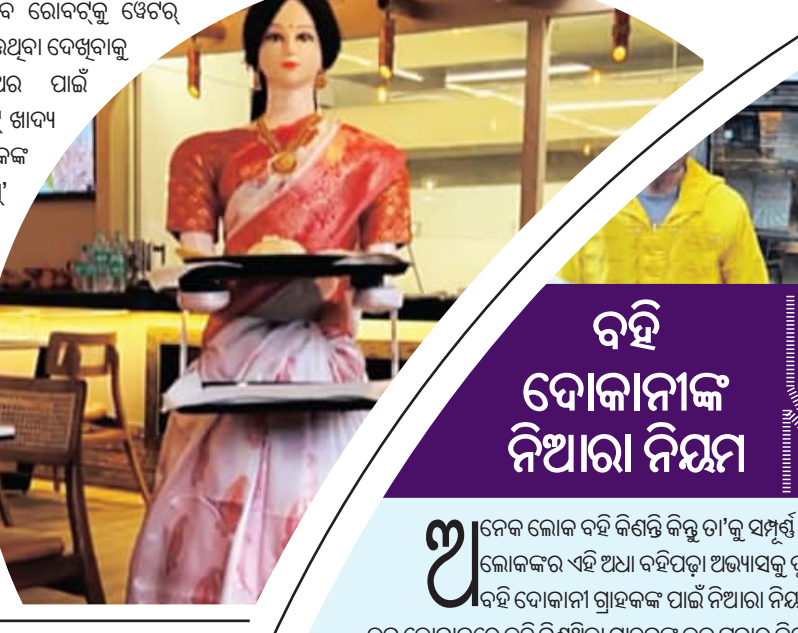 ରୋବଟ୍‌କୁ ୱେଟର୍
ଦେଖିବାକୁ
ପାଇଁ
ଖାଦ୍ୟ
ବହି
ଦୋକାନୀଙ୍କ
ନିଆରା ନିୟମ
ଅନେକ ଲୋକ ବହି କିଣନ୍ତି କିନ୍ତୁ ତା'କୁ ସମ୍ପୂର୍ଣ୍ଣ
ଲୋକଙ୍କର ଏହି ଅଧା ବହିପଢ଼ା ଅଭ୍ୟାସକୁ
ବହି ଦୋକାନୀ ଗ୍ରାହକଙ୍କ ପାଇଁ ନିଆରା